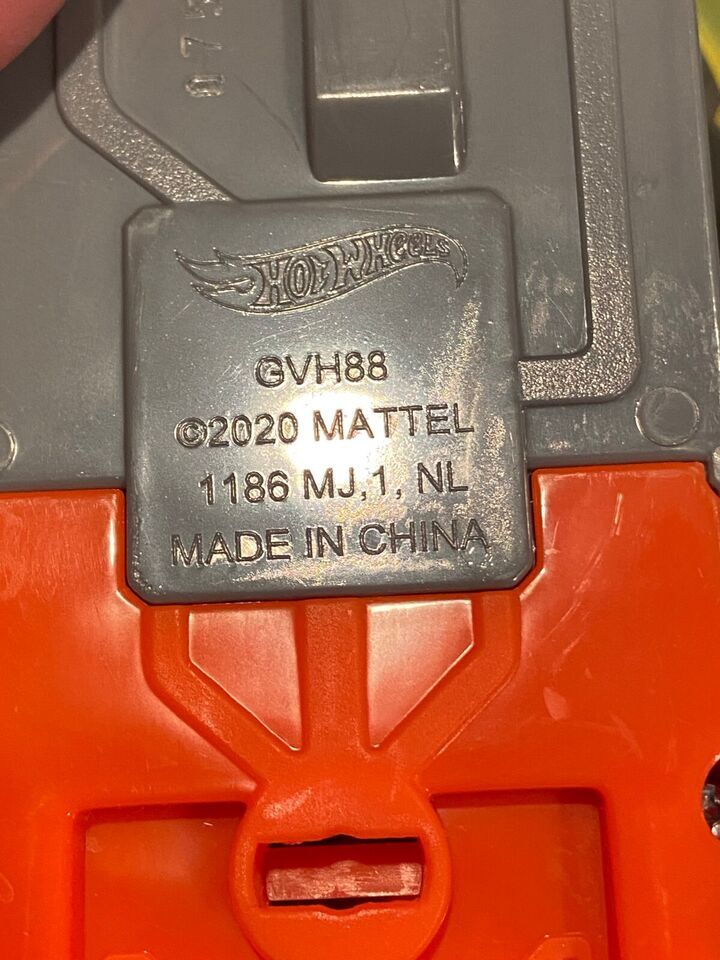 HOT WHEELS
GVH88
©2020 MATTEL
1186 MJ,1, NL
MADE IN CHINA